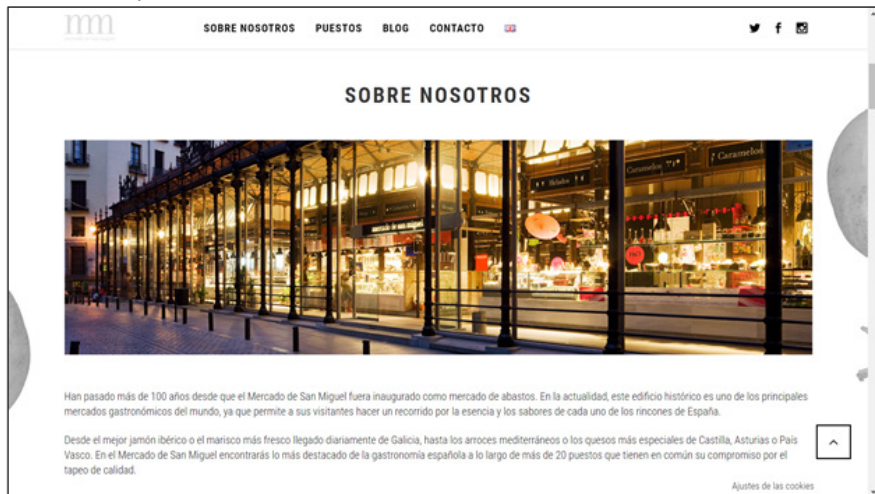 mm
SOBRE NOSOTROS PUESTOS BLOG CONTACTO
SOBRE NOSOTROS
Helados
Caramelos
Caramelos
mercado de san miguel
Han pasado más de 100 años desde que el Mercado de San Miguel fuera inaugurado como mercado de abastos. En la actualidad, este edificio histórico es uno de los principales
mercados gastronómicos del mundo, ya que permite a sus visitantes hacer un recorrido por la esencia y los sabores de cada uno de los rincones de España.
Desde el mejor jamón ibérico o el marisco más fresco llegado diariamente de Galicia, hasta los arroces mediterráneos o los quesos más especiales de Castilla, Asturias o País
Vasco. En el Mercado de San Miguel encontrarás lo más destacado de la gastronomía española a lo largo de más de 20 puestos que tienen en común su compromiso por el
tapeo de calidad.
Ajustes de las cookies